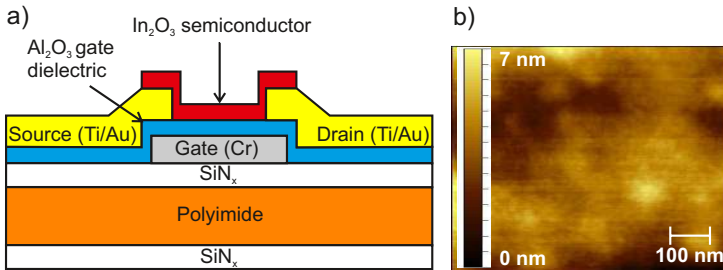 a)
In₂O₃ semiconductor
Al₂O₃ gate
dielectric
Source (Ti/Au)
Drain (Ti/Au)
Gate (Cr)
SiNₓ
Polyimide
SiNₓ
b)
7 nm
0 nm
100 nm